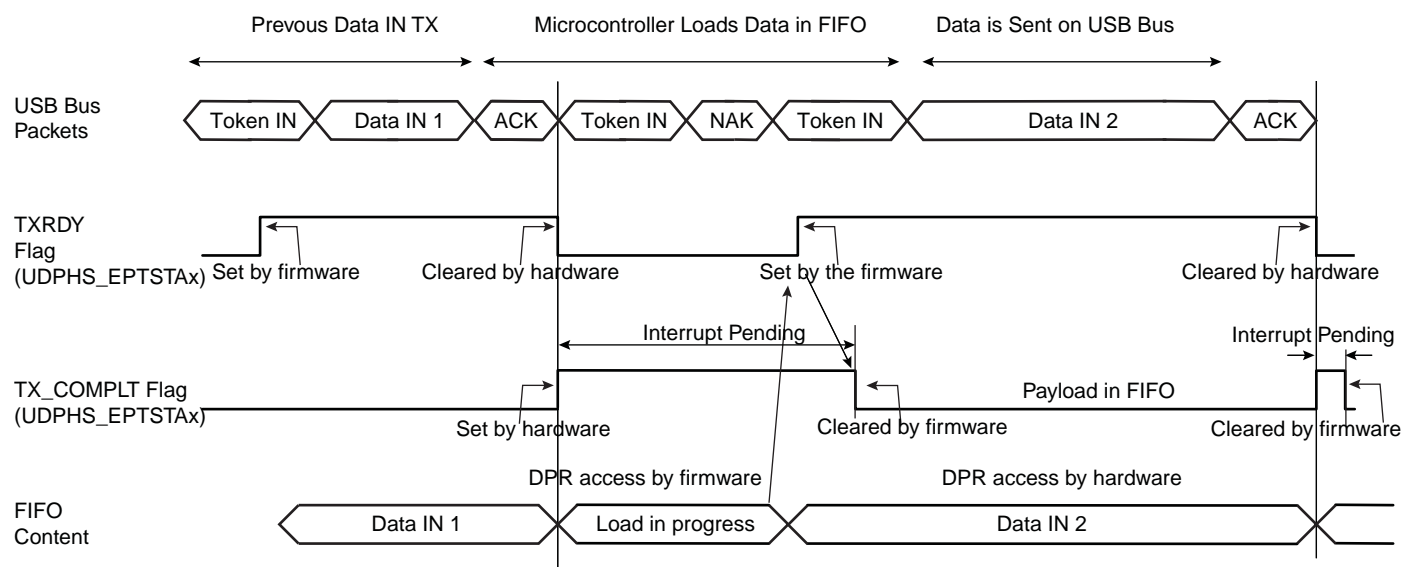 Prevous Data IN TX
Microcontroller Loads Data in FIFO
Data is Sent on USB Bus
USB Bus
Packets
Token IN
Data IN 1
ACK
Token IN
NAK
Token IN
Data IN 2
ACK
TXRDY
Flag
(UDPHS_EPTSTAx)
Set by firmware
Cleared by hardware
Set by the firmware
Cleared by hardware
Interrupt Pending
Interrupt Pending
TX_COMPLT Flag
(UDPHS_EPTSTAx)
Payload in FIFO
Set by hardware
Cleared by firmware
Cleared by firmware
DPR access by firmware
DPR access by hardware
FIFO
Content
Data IN 1
Load in progress
Data IN 2